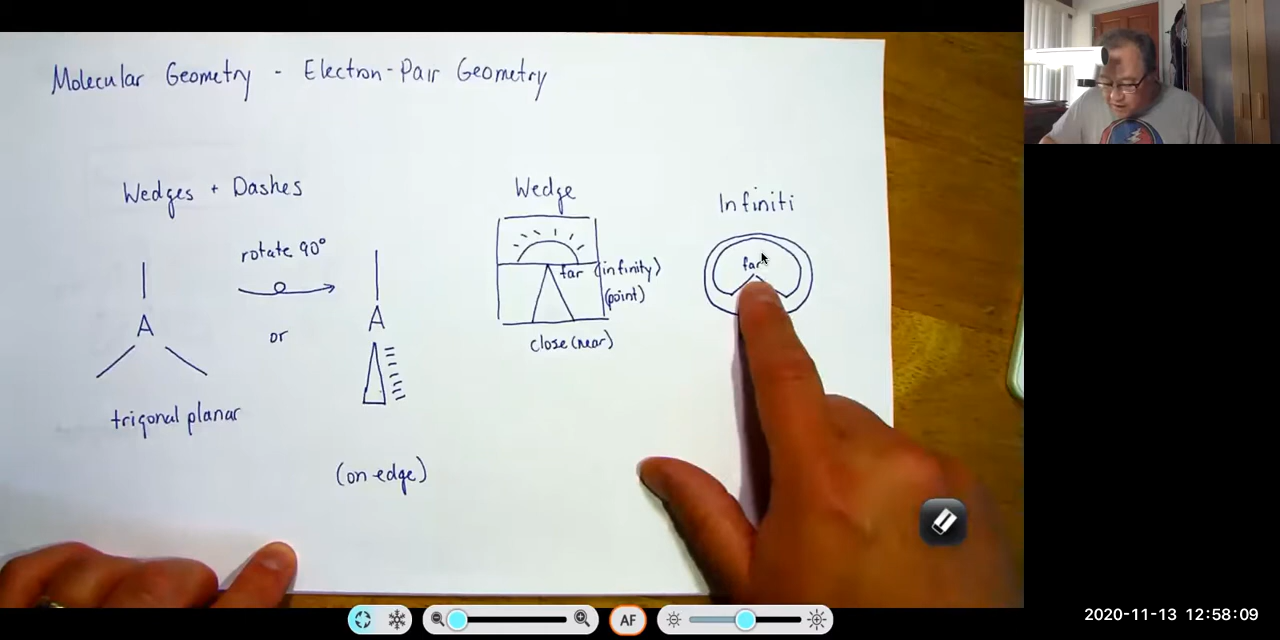 Molecular Geometry - Electron-Pair Geometry
Wedges + Dashes
rotate 90°
or
A
A
trigonal planar
(on edge)
Wedge
far (infinity)
(point)
close (near)
Infiniti
far
AF
2020-11-13 12:58:09